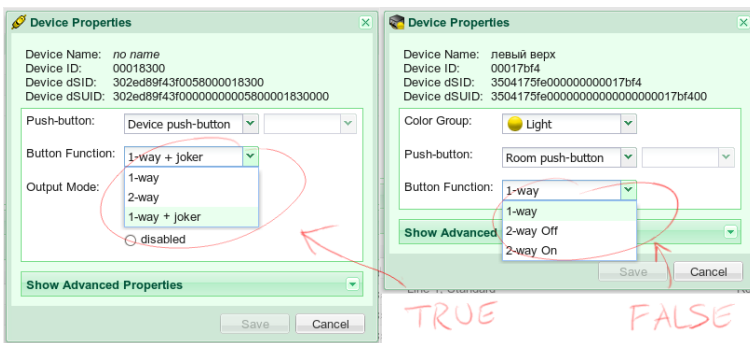 Device Properties
Device Name: no name
Device ID: 00018300
Device dSID: 302ed89f43f0058000018300
Device dSUID: 302ed89f43f00000000005800001830000
Push-button: Device push-button
Button Function: 1-way + joker
1-way
Output Mode:
2-way
1-way + joker
disabled
Show Advanced Properties
Save Cancel
TRUE
Device Properties
Device Name: левый верх
Device ID: 00017bf4
Device dSID: 3504175fe000000000017bf4
Device dSUID: 3504175fe00000000000000000017bf400
Color Group: Light
Push-button: Room push-button
Button Function: 1-way
1-way
2-way Off
2-way On
Show Advanced
Save Cancel
FALSE